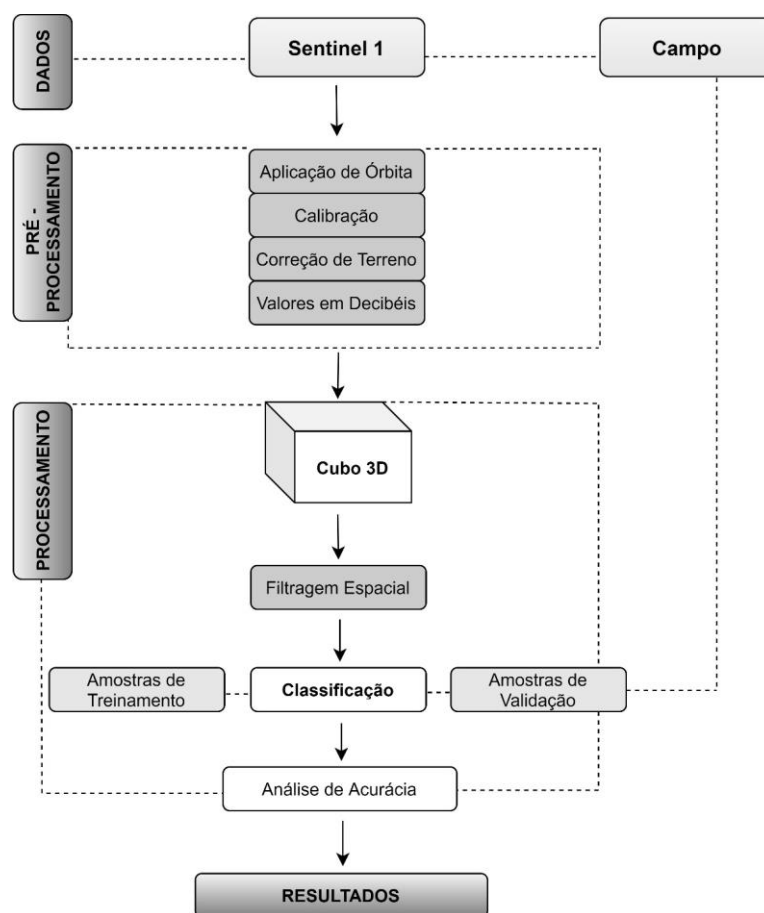 DADOS
Sentinel 1
Campo
PRÉ -
PROCESSAMENTO
Aplicação de Órbita
Calibração
Correção de Terreno
Valores em Decibéis
PROCESSAMENTO
Cubo 3D
Filtragem Espacial
Amostras de
Treinamento
Classificação
Amostras de
Validação
Análise de Acurácia
RESULTADOS